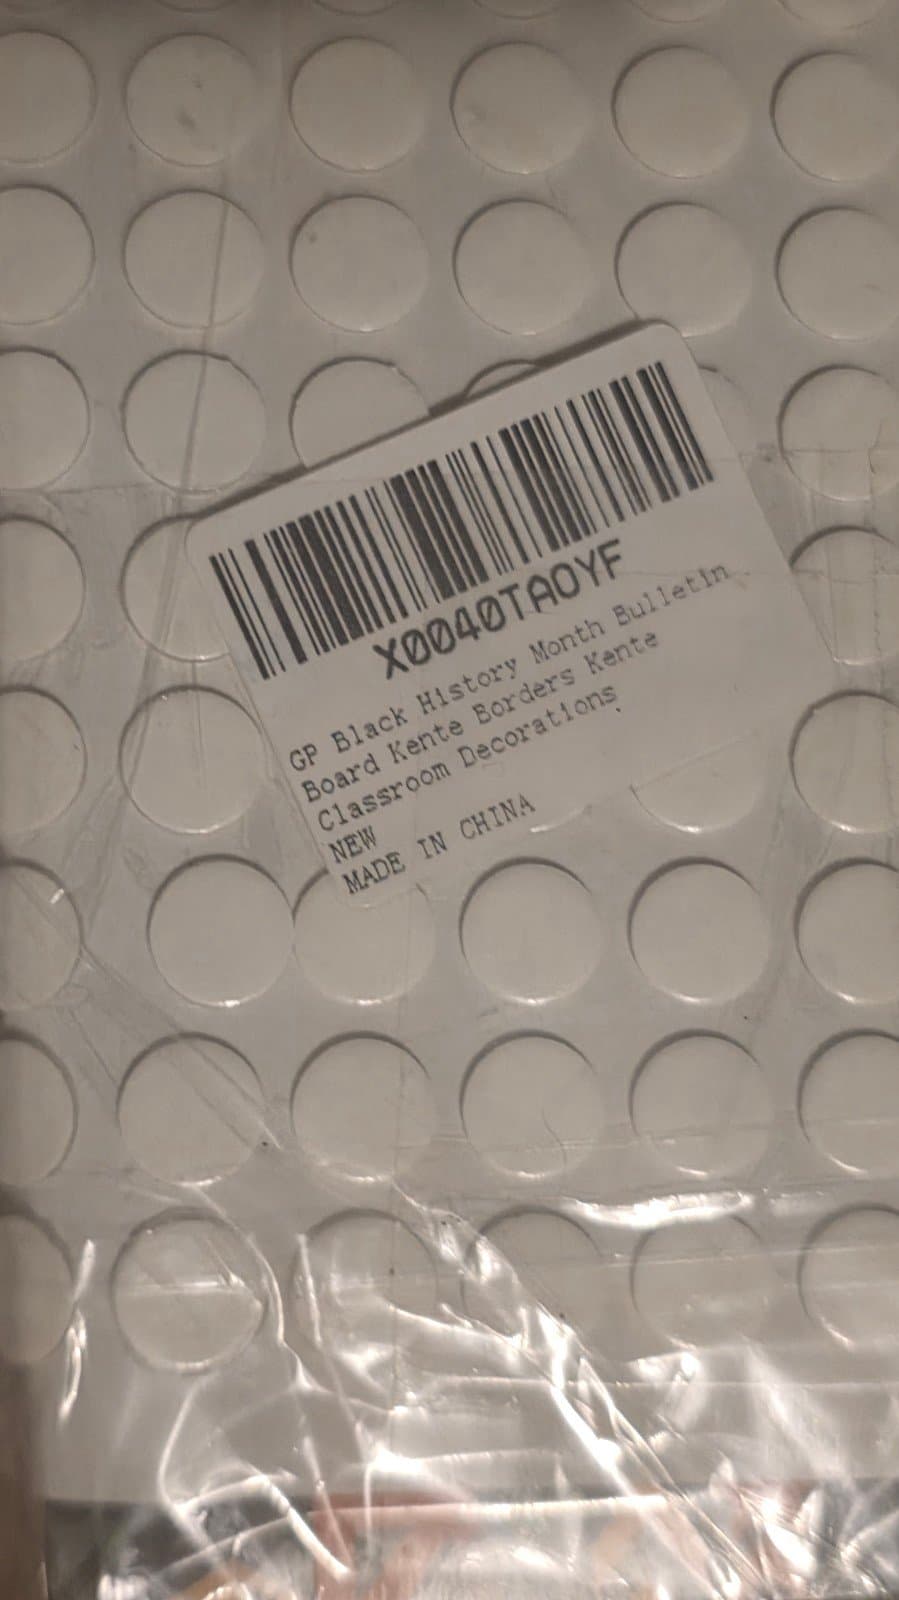 X0040TAOYF
GP Black History Month Bulletin
Board Kente Borders Kente
Classroom Decorations
NEW
MADE IN CHINA